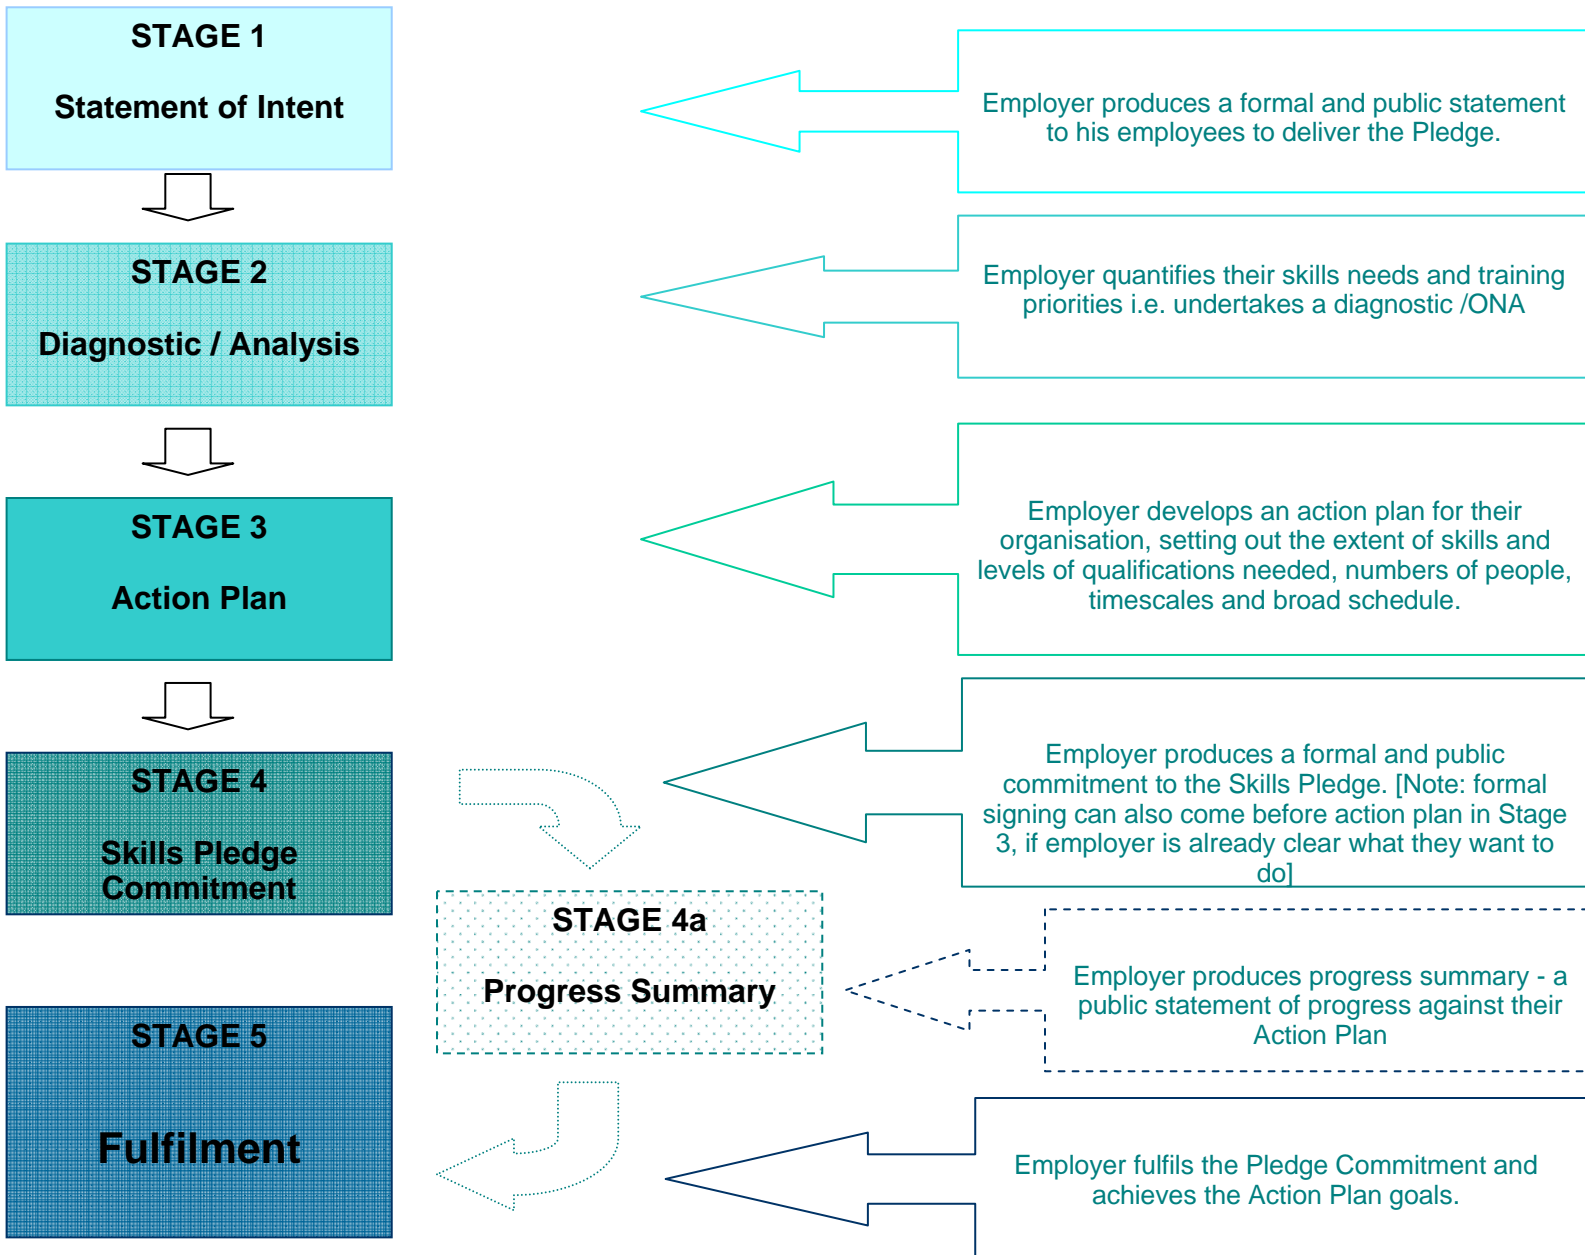 STAGE 1
Statement of Intent
Employer produces a formal and public statement
to his employees to deliver the Pledge.
STAGE 2
Diagnostic / Analysis
Employer quantifies their skills needs and training
priorities i.e. undertakes a diagnostic /ONA
STAGE 3
Action Plan
Employer develops an action plan for their
organisation, setting out the extent of skills and
levels of qualifications needed, numbers of people,
timescales and broad schedule.
STAGE 4
Skills Pledge
Commitment
Employer produces a formal and public
commitment to the Skills Pledge. [Note: formal
signing can also come before action plan in Stage
3, if employer is already clear what they want to
do]
STAGE 4a
Progress Summary
Employer produces progress summary - a
public statement of progress against their
Action Plan
STAGE 5
Fulfilment
Employer fulfils the Pledge Commitment and
achieves the Action Plan goals.